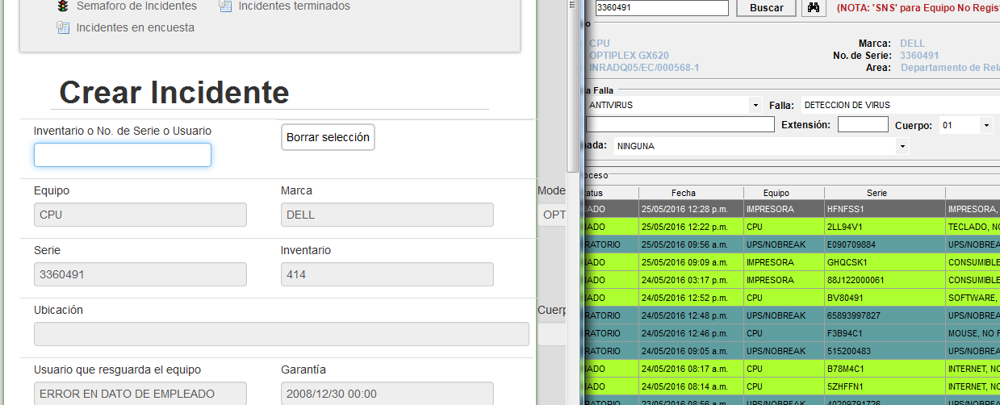 Semaforo de Incidentes Incidentes terminados
Incidentes en encuesta
Crear Incidente
Inventario o No. de Serie o Usuario
Borrar selección
Equipo Marca Mode
CPU DELL OPT
Serie Inventario
3360491 414
Ubicación Cuerp
Usuario que resguarda el equipo Garantía
ERROR EN DATO DE EMPLEADO 2008/12/30 00:00
3360491 Buscar (NOTA: 'SNS' para Equipo No Regist
o
CPU Marca: DELL
OPTIPLEX GX620 No. de Serie: 3360491
INRADQ05/EC/000568-1 Area: Departamento de Rela
a Falla
ANTIVIRUS Falla: DETECCION DE VIRUS
Extensión: Cuerpo: 01
nada: NINGUNA
oceso
atus Fecha Equipo Serie
ADO 25/05/2016 12:28 p.m. IMPRESORA HFNFSS1 IMPRESORA,
ADO 25/05/2016 12:22 p.m. CPU 2LL94V1 TECLADO, NO
RATORIO 25/05/2016 09:56 a.m. UPS/NOBREAK E090709884 UPS/NOBREA
ADO 25/05/2016 09:09 a.m. IMPRESORA GHQCSK1 CONSUMIBLE
ADO 24/05/2016 03:17 p.m. IMPRESORA 88J122000061 CONSUMIBLE
ADO 24/05/2016 12:52 p.m. CPU BV80491 SOFTWARE,
RATORIO 24/05/2016 12:48 p.m. UPS/NOBREAK 65893997827 UPS/NOBREA
RATORIO 24/05/2016 12:46 p.m. CPU F3B94C1 MOUSE, NO F
RATORIO 24/05/2016 09:05 a.m. UPS/NOBREAK 515200483 UPS/NOBREA
ADO 24/05/2016 08:17 a.m. CPU B78M4C1 INTERNET, NO
ADO 24/05/2016 08:14 a.m. CPU 5ZHFFN1 INTERNET, NO
RATORIO 23/05/2016 08:56 a.m. UPS/NOBREAK 40209791726 UPS/NOBREA